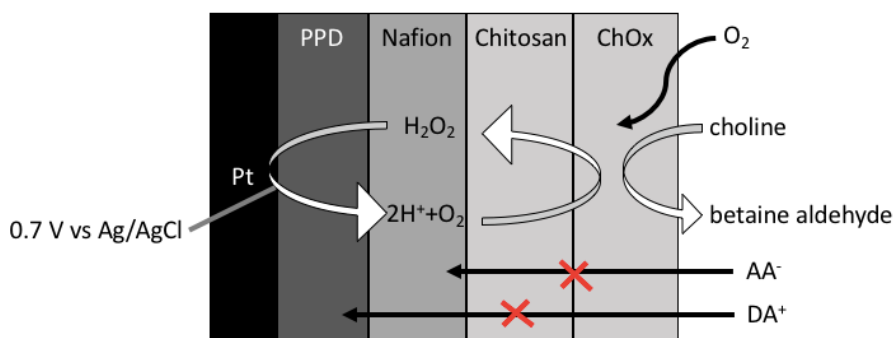 PPD Nafion Chitosan ChOx
O₂
H₂O₂
choline
Pt
2H⁺+O₂
betaine aldehyde
0.7 V vs Ag/AgCl
AA⁻
DA⁺